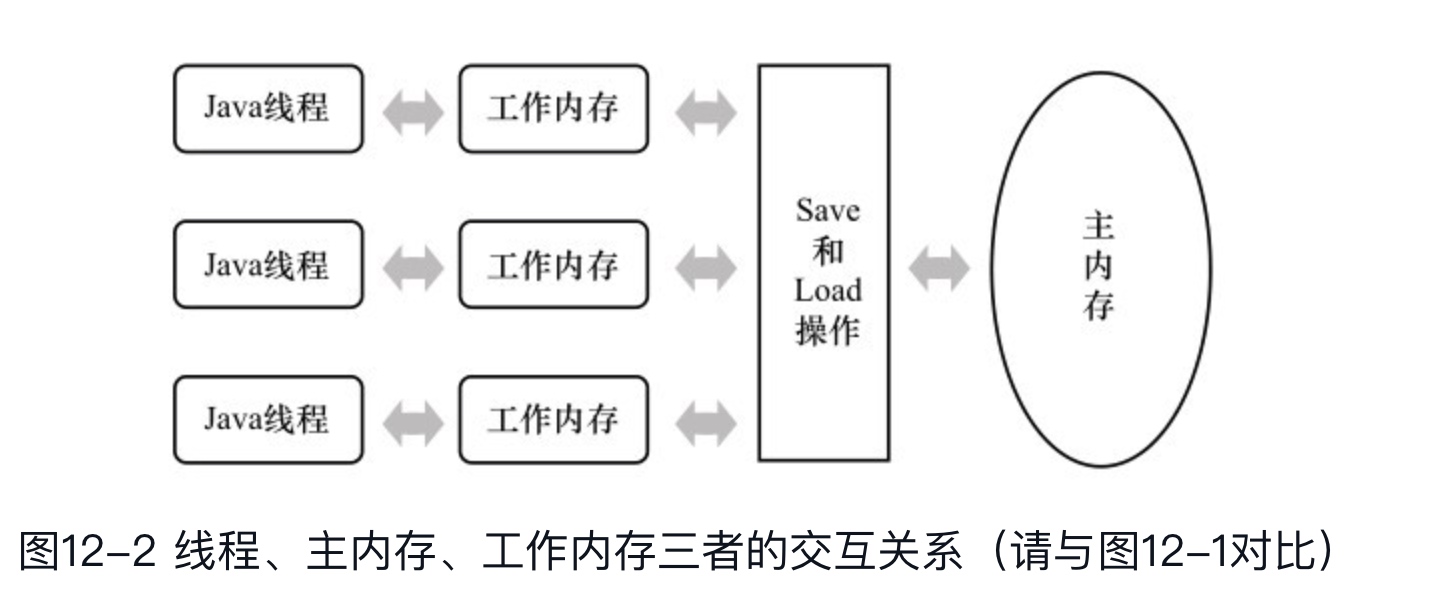 Java线程
工作内存
Java线程
工作内存
Java线程
工作内存
Save
和
Load
操作
主
内
存
图12-2 线程、主内存、工作内存三者的交互关系（请与图12-1对比）